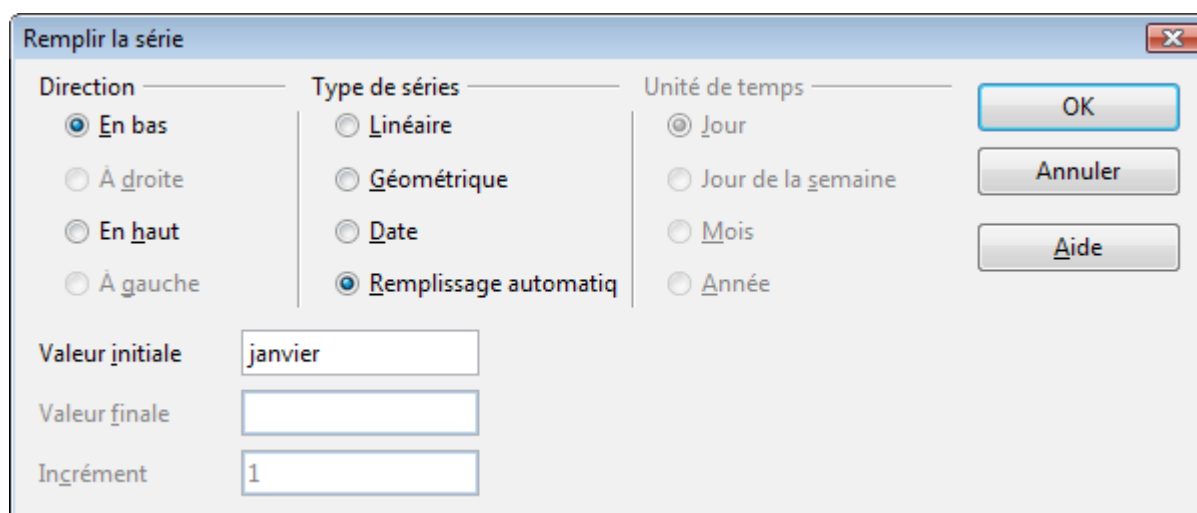 Remplir la série
Direction
En bas
À droite
En haut
À gauche
Type de séries
Linéaire
Géométrique
Date
Remplissage automatiq
Unité de temps
Jour
Jour de la semaine
Mois
Année
OK
Annuler
Aide
Valeur initiale janvier
Valeur finale
Incrément 1